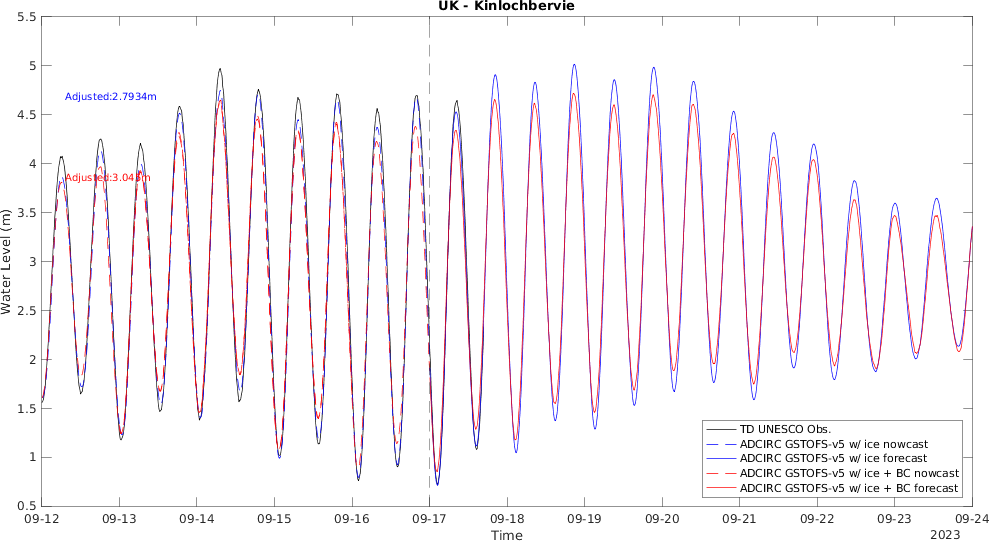 UK - Kinlochbervie
5.5
5
4.5
4
3.5
3
2.5
2
1.5
1
0.5
Water Level (m)
Adjusted:2.7934m
Adjusted:3.045m
TD UNESCO Obs.
ADCIRC GSTOFS-v5 w/ ice nowcast
ADCIRC GSTOFS-v5 w/ ice forecast
ADCIRC GSTOFS-v5 w/ ice + BC nowcast
ADCIRC GSTOFS-v5 w/ ice + BC forecast
09-12 09-13 09-14 09-15 09-16 09-17 09-18 09-19 09-20 09-21 09-22 09-23 09-24
Time
2023